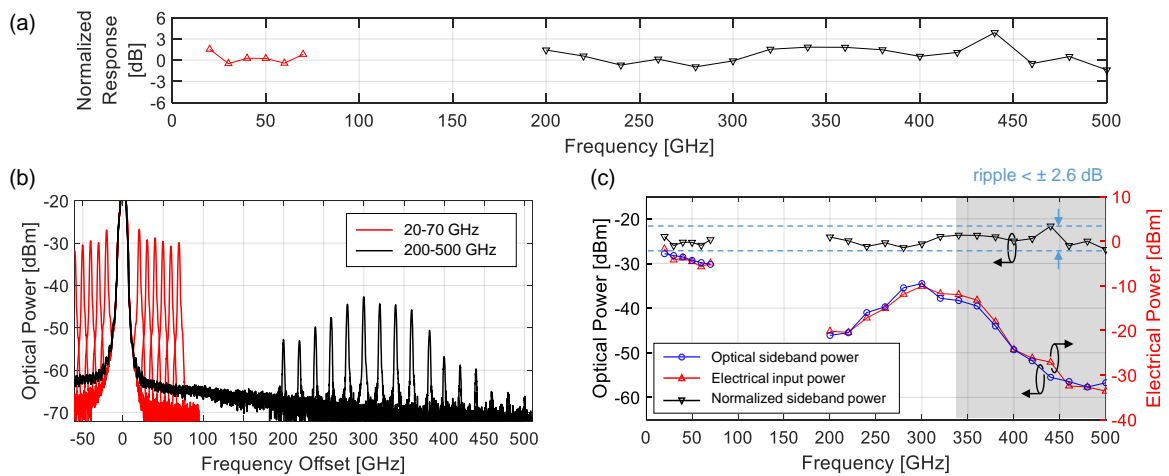 (a)
Normalized
Response
[dB]
6
3
0
-3
-6
0 50 100 150 200 250 300 350 400 450 500
Frequency [GHz]
(b)
Optical Power [dBm]
-20
-30
-40
-50
-60
-70
20-70 GHz
200-500 GHz
-50 0 50 100 150 200 250 300 350 400 450 500
Frequency Offset [GHz]
(c)
ripple < ± 2.6 dB
Optical Power [dBm]
-20
-30
-40
-50
-60
Optical sideband power
Electrical input power
Normalized sideband power
10
0
-10
-20
-30
-40
Electrical Power [dBm]
0 50 100 150 200 250 300 350 400 450 500
Frequency [GHz]